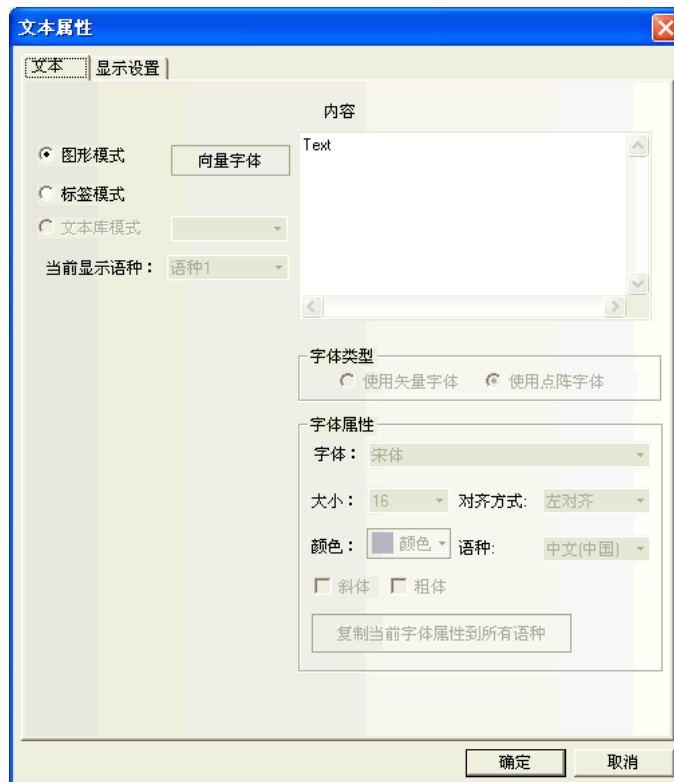 文本属性
文本 显示设置
内容
图形模式 向量字体 Text
标签模式
文本库模式
当前显示语种： 语种1
字体类型
使用矢量字体 使用点阵字体
字体属性
字体： 宋体
大小： 16 对齐方式: 左对齐
颜色： 颜色 语种: 中文(中国)
斜体 粗体
复制当前字体属性到所有语种
确定 取消